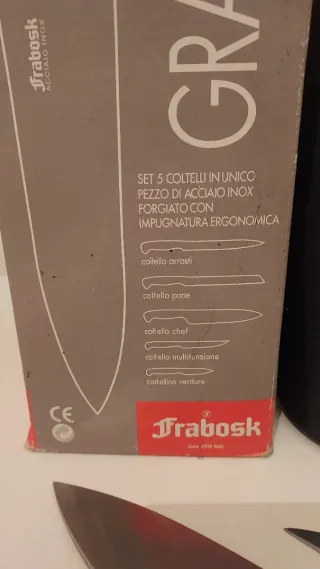 Frabosk
ACCIAIO INOX
GRA
SET 5 COLTELLI IN UNICO
PEZZO DI ACCIAIO INOX
FORGIATO CON
IMPUGNATURA ERGONOMICA
coltello arrosti
coltello pane
coltello chef
coltello multifunzione
coltellino verdure
CE
Frabosk